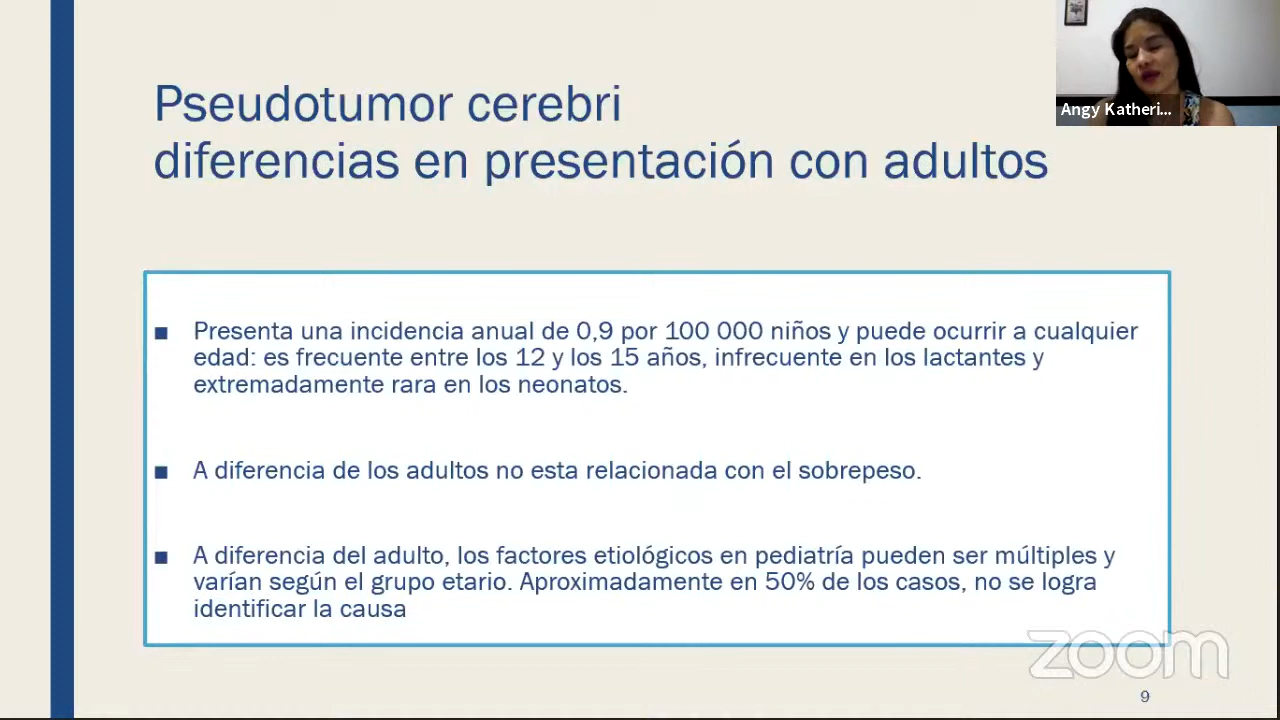 Pseudotumor cerebri
diferencias en presentación con adultos
Angy Katheri...
■ Presenta una incidencia anual de 0,9 por 100 000 niños y puede ocurrir a cualquier
edad: es frecuente entre los 12 y los 15 años, infrecuente en los lactantes y
extremadamente rara en los neonatos.
■ A diferencia de los adultos no esta relacionada con el sobrepeso.
■ A diferencia del adulto, los factores etiológicos en pediatría pueden ser múltiples y
varían según el grupo etario. Aproximadamente en 50% de los casos, no se logra
identificar la causa
zoom
9